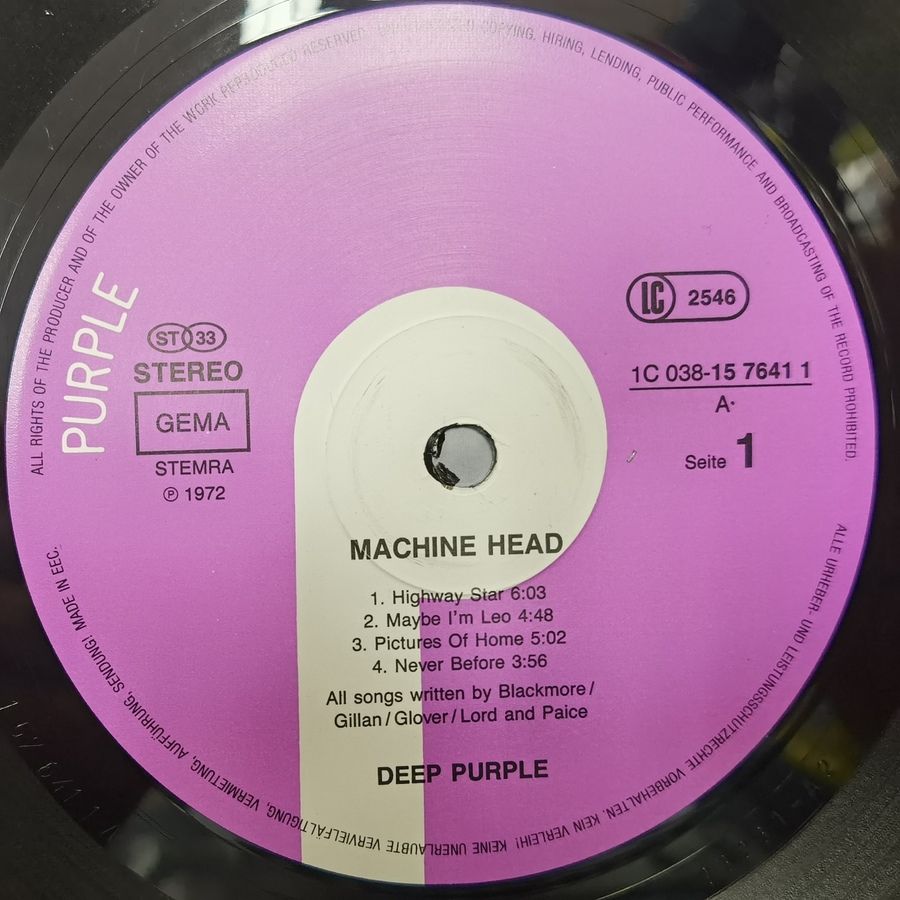 ALL RIGHTS OF THE PRODUCER AND OF THE OWNER OF THE WORK REPRODUCED RESERVED. COPYING, HIRING, LENDING, PUBLIC PERFORMANCE AND BROADCASTING OF THE RECORD PROHIBITED.
PURPLE
ST 33
STEREO
GEMA
STEMRA
℗ 1972
LC 2546
1C 038-15 7641 1
A·
Seite 1
MACHINE HEAD
1. Highway Star 6:03
2. Maybe I'm Leo 4:48
3. Pictures Of Home 5:02
4. Never Before 3:56
All songs written by Blackmore/
Gillan/Glover/Lord and Paice
DEEP PURPLE
ALLE URHEBER- UND LEISTUNGSSCHUTZRECHTE VORBEHALTEN. KEIN VERLEIH! KEINE UNERLAUBTE VERVIELFÄLTIGUNG, VERMIETUNG, AUFFÜHRUNG, SENDUNG! MADE IN EEC.